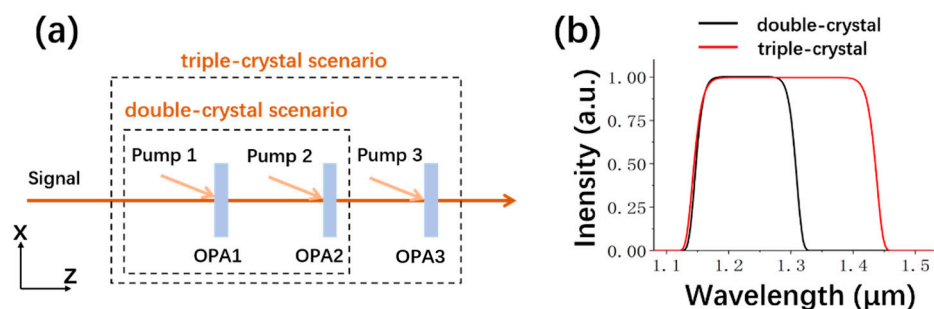 (a)
triple-crystal scenario
double-crystal scenario
Pump 1
Pump 2
Pump 3
Signal
X
Z
OPA1
OPA2
OPA3
(b)
double-crystal
triple-crystal
Inensity (a.u.)
1.00
0.75
0.50
0.25
0.00
1.1 1.2 1.3 1.4 1.5
Wavelength (μm)